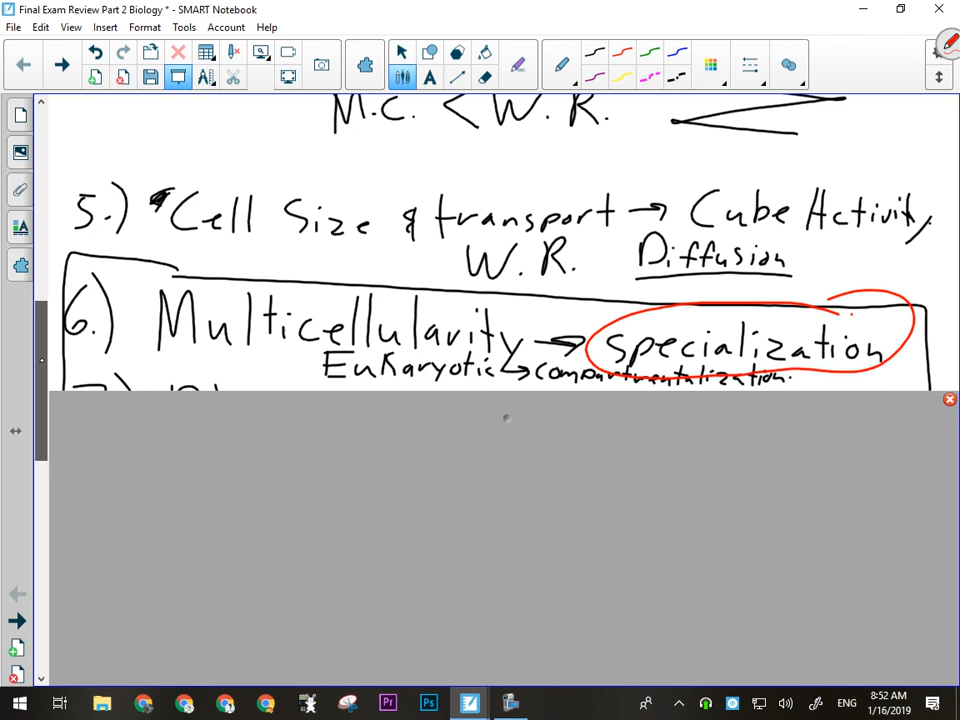 Final Exam Review Part 2 Biology * - SMART Notebook
File Edit View Insert Format Tools Account Help
M.C. < W. R.
5.) Cell Size & transport → Cube Activity
W. R. Diffusion
6.) Multicellularity → specialization
Eukaryotic → compartmentalization.
7.)
ENG
8:52 AM
1/16/2019